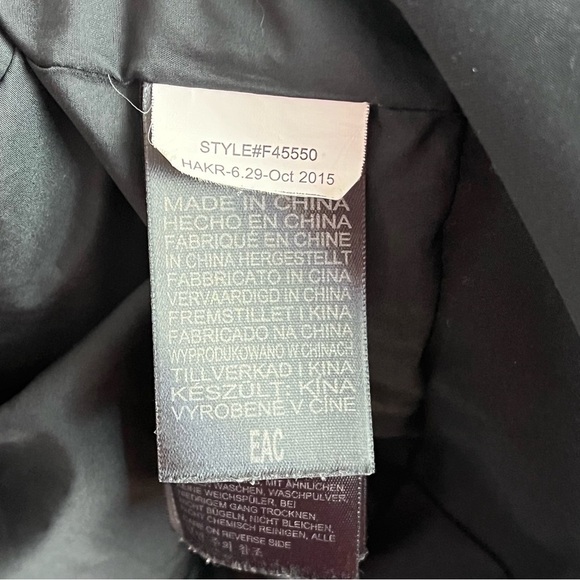 STYLE#F45550
HAKR-6.29-Oct 2015
MADE IN CHINA
HECHO EN CHINA
FABRIQUÉ EN CHINE
IN CHINA HERGESTELLT
FABBRICATO IN CINA
VERVAARDIGD IN CHINA
FREMSTILLET I KINA
FABRICADO NA CHINA
WYPRODUKOWANO W CHINACH
TILLVERKAD I KINA
KÉSZÜLT KÍNA
VYROBENÉ V ČÍNE
EAC
MIT ÄHNLICHEN
WASCHEN, WASCHPULVER,
WEICHSPÜLER, BEI
GANG TROCKNEN
BÜGELN, NICHT BLEICHEN,
CHEMISCH REINIGEN, ALLE
ON REVERSE SIDE